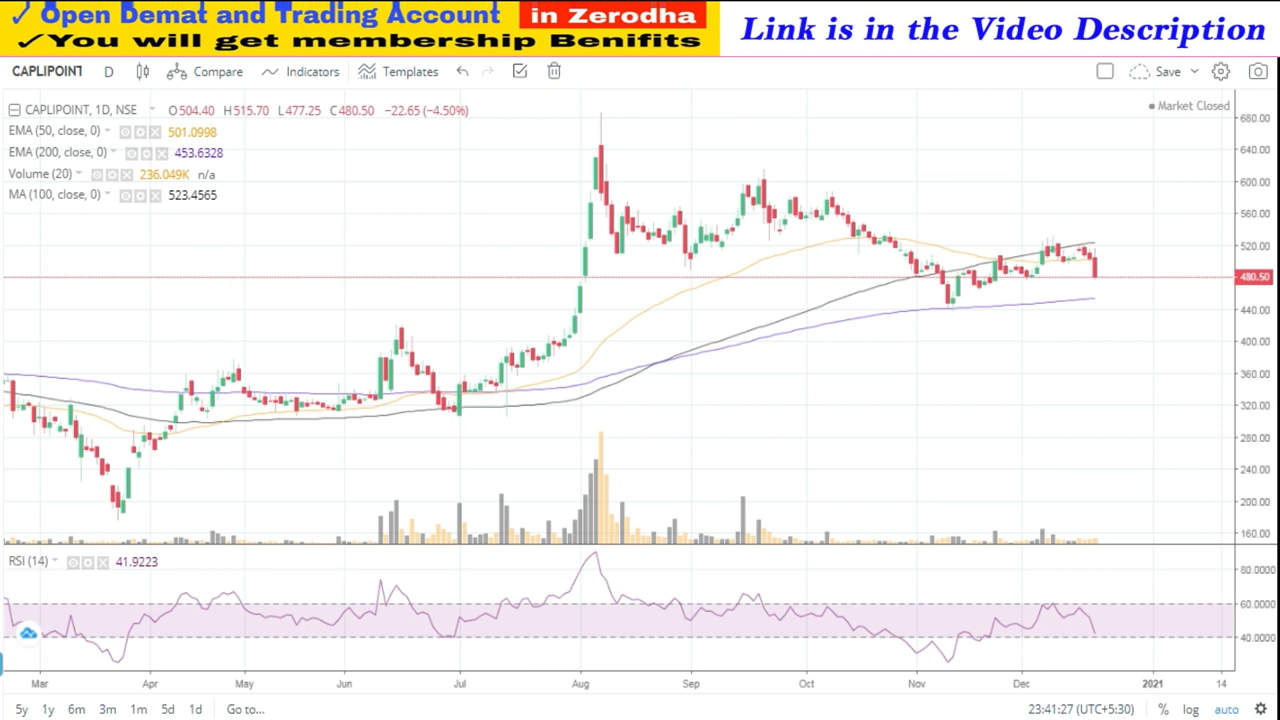 ✓ Open Demat and Trading Account in Zerodha
✓You will get membership Benifits
Link is in the Video Description
CAPLIPOINT D Compare Indicators Templates Save
CAPLIPOINT, 1D, NSE O504.40 H515.70 L477.25 C480.50 −22.65 (−4.50%)
Market Closed
EMA (50, close, 0) 501.0998
EMA (200, close, 0) 453.6328
Volume (20) 236.049K n/a
MA (100, close, 0) 523.4565
680.00
640.00
600.00
560.00
520.00
480.50
440.00
400.00
360.00
320.00
280.00
240.00
200.00
160.00
RSI (14) 41.9223
80.0000
60.0000
40.0000
Mar Apr May Jun Jul Aug Sep Oct Nov Dec 2021 14
5y 1y 6m 3m 1m 5d 1d Go to... 23:41:27 (UTC+5:30) % log auto